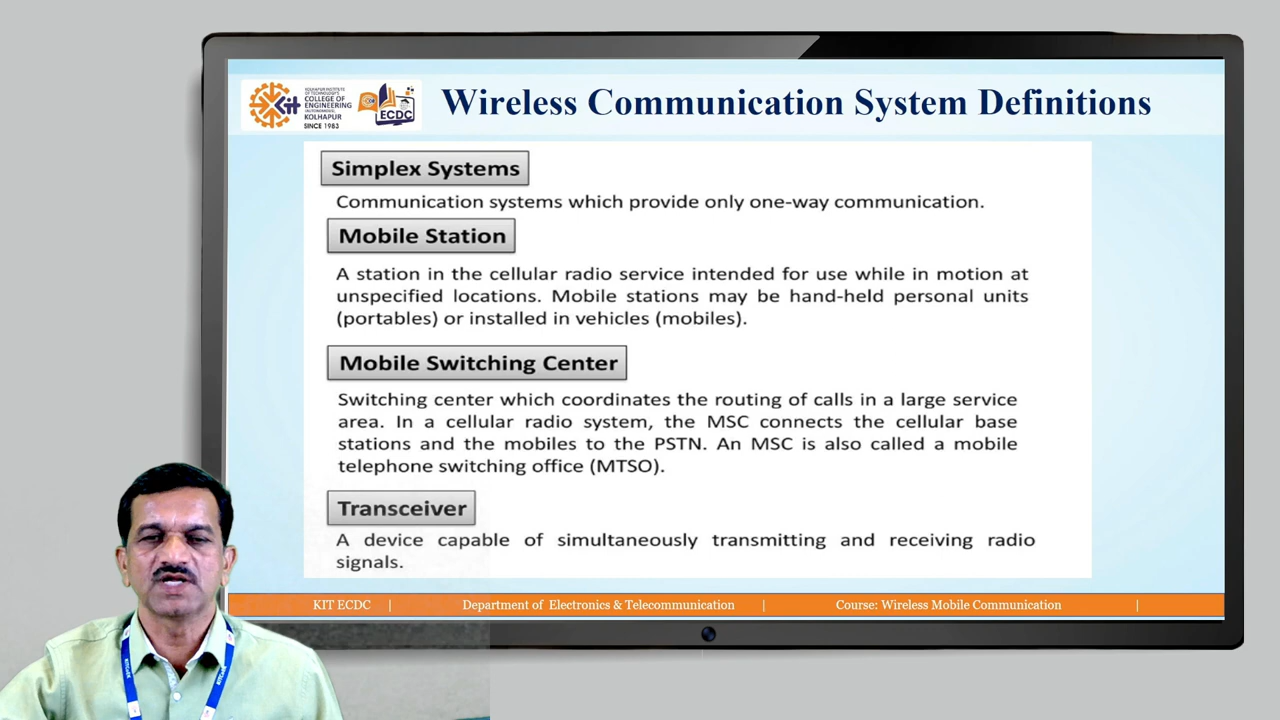 Kit
KOLHAPUR INSTITUTE
OF TECHNOLOGY'S
COLLEGE OF
ENGINEERING
(AUTONOMOUS),
KOLHAPUR
SINCE 1983
ECDC
Wireless Communication System Definitions
Simplex Systems
Communication systems which provide only one-way communication.
Mobile Station
A station in the cellular radio service intended for use while in motion at
unspecified locations. Mobile stations may be hand-held personal units
(portables) or installed in vehicles (mobiles).
Mobile Switching Center
Switching center which coordinates the routing of calls in a large service
area. In a cellular radio system, the MSC connects the cellular base
stations and the mobiles to the PSTN. An MSC is also called a mobile
telephone switching office (MTSO).
Transceiver
A device capable of simultaneously transmitting and receiving radio
signals.
KIT ECDC | Department of Electronics & Telecommunication | Course: Wireless Mobile Communication |